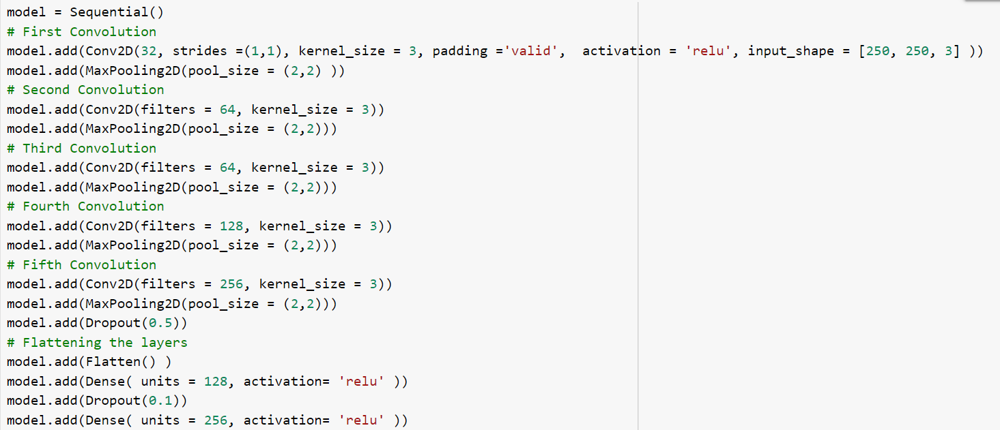 model = Sequential()
# First Convolution
model.add(Conv2D(32, strides =(1,1), kernel_size = 3, padding ='valid',  activation = 'relu', input_shape = [250, 250, 3] ))
model.add(MaxPooling2D(pool_size = (2,2) ))
# Second Convolution
model.add(Conv2D(filters = 64, kernel_size = 3))
model.add(MaxPooling2D(pool_size = (2,2)))
# Third Convolution
model.add(Conv2D(filters = 64, kernel_size = 3))
model.add(MaxPooling2D(pool_size = (2,2)))
# Fourth Convolution
model.add(Conv2D(filters = 128, kernel_size = 3))
model.add(MaxPooling2D(pool_size = (2,2)))
# Fifth Convolution
model.add(Conv2D(filters = 256, kernel_size = 3))
model.add(MaxPooling2D(pool_size = (2,2)))
model.add(Dropout(0.5))
# Flattening the layers
model.add(Flatten() )
model.add(Dense( units = 128, activation= 'relu' ))
model.add(Dropout(0.1))
model.add(Dense( units = 256, activation= 'relu' ))